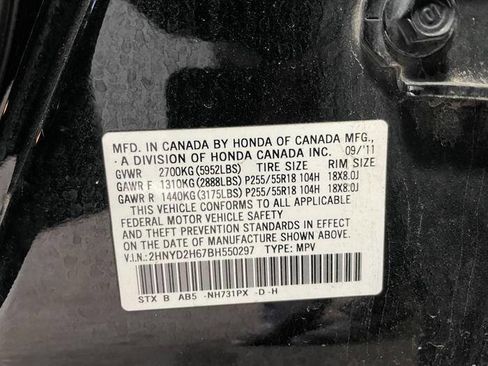 MFD. IN CANADA BY HONDA OF CANADA MFG.,
A DIVISION OF HONDA CANADA INC. 09/'11
GVWR 2700KG(5952LBS) TIRE SIZE RIM SIZE
GAWR F 1310KG(2888LBS) P255/55R18 104H 18X8.0J
GAWR R 1440KG(3175LBS) P255/55R18 104H 18X8.0J
THIS VEHICLE CONFORMS TO ALL APPLICABLE
FEDERAL MOTOR VEHICLE SAFETY
AND THEFT PREVENTION STANDARDS IN EFFECT
ON THE DATE OF MANUFACTURE SHOWN ABOVE.
V.I.N.: 2HNYD2H67BH550297 TYPE: MPV
STX B AB5 -NH731PX -D -H